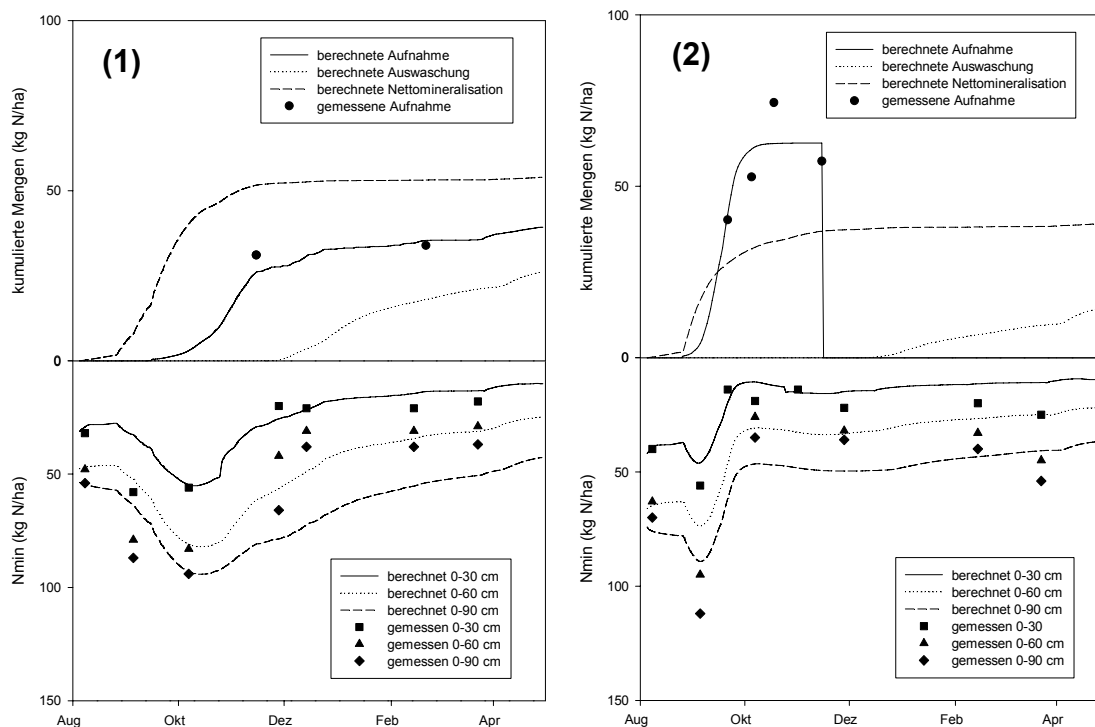 (1)
berechnete Aufnahme
berechnete Auswaschung
berechnete Nettomineralisation
gemessene Aufnahme
kumulierte Mengen (kg N/ha)
100
50
0
Nmin (kg N/ha)
50
100
150
berechnet 0-30 cm
berechnet 0-60 cm
berechnet 0-90 cm
gemessen 0-30 cm
gemessen 0-60 cm
gemessen 0-90 cm
Aug Okt Dez Feb Apr
(2)
berechnete Aufnahme
berechnete Auswaschung
berechnete Nettomineralisation
gemessene Aufnahme
kumulierte Mengen (kg N/ha)
100
50
0
Nmin (kg N/ha)
50
100
150
berechnet 0-30 cm
berechnet 0-60 cm
berechnet 0-90 cm
gemessen 0-30
gemessen 0-60 cm
gemessen 0-90 cm
Aug Okt Dez Feb Apr